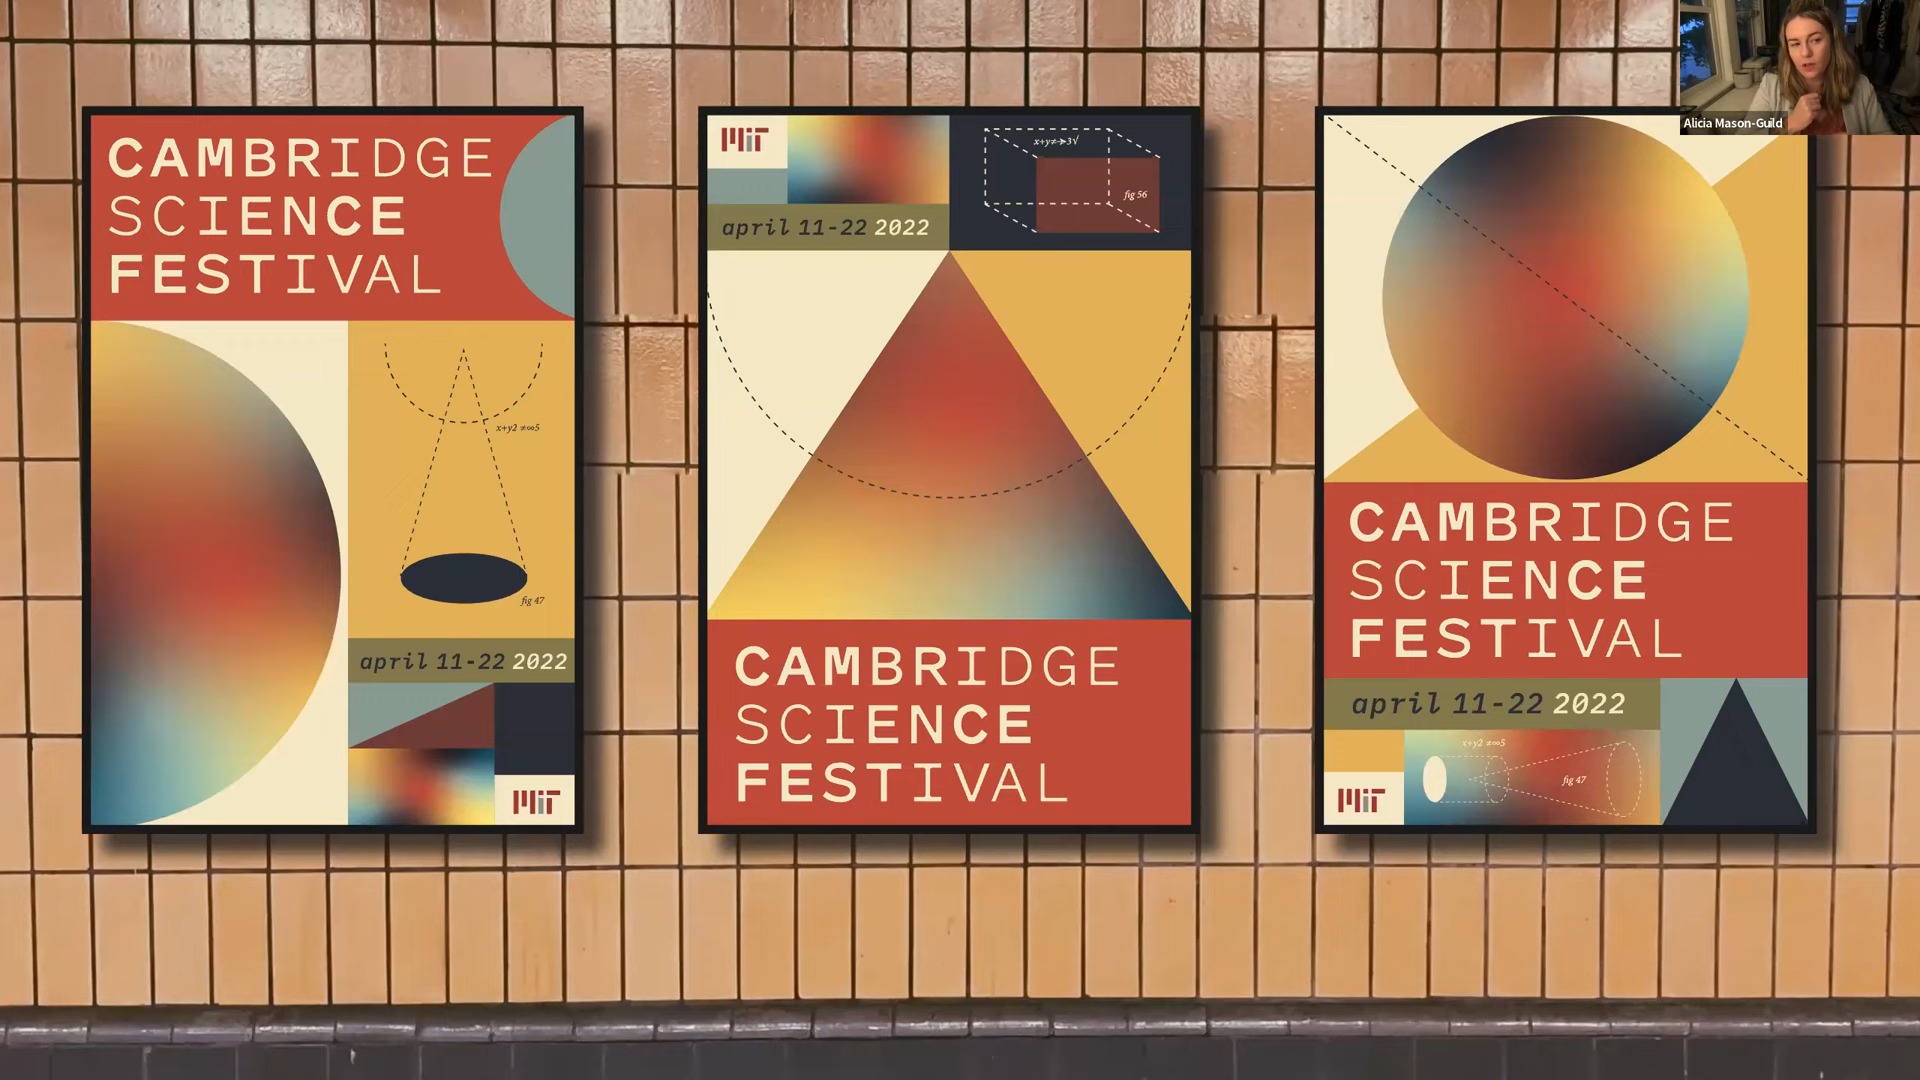 CAMBRIDGE
SCIENCE
FESTIVAL
x+y2 ≠∞5
fig 47
april 11-22 2022
MIT
MIT
april 11-22 2022
fig 56
CAMBRIDGE
SCIENCE
FESTIVAL
Alicia Mason-Guild
CAMBRIDGE
SCIENCE
FESTIVAL
april 11-22 2022
x+y2 ≠∞5
fig 47
MIT